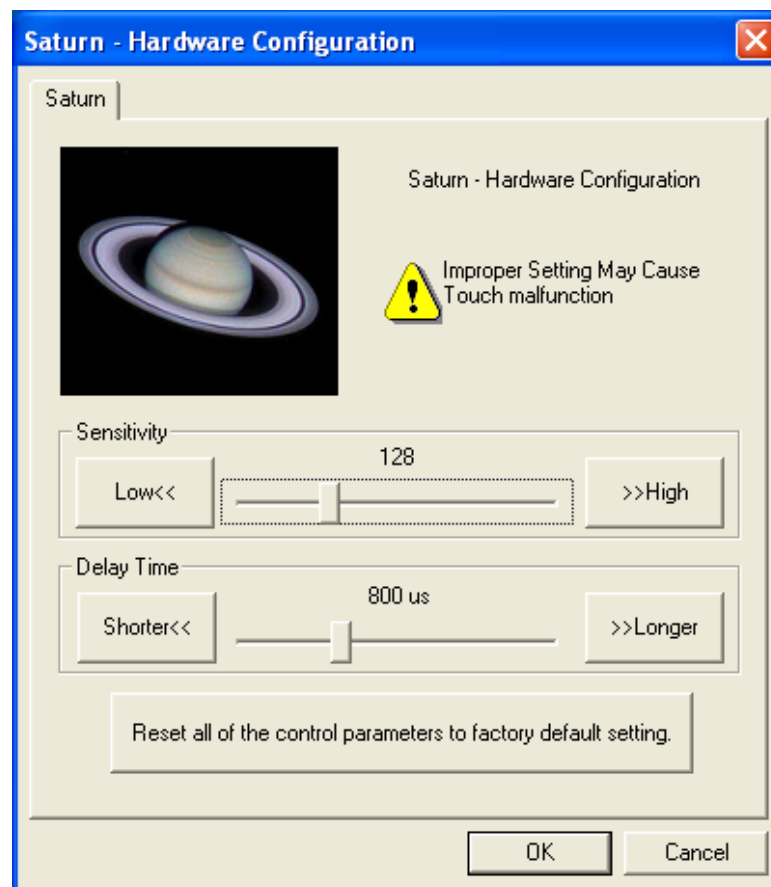 Saturn - Hardware Configuration
Saturn
Saturn - Hardware Configuration
Improper Setting May Cause
Touch malfunction
Sensitivity
128
Low<<
>>High
Delay Time
800 us
Shorter<<
>>Longer
Reset all of the control parameters to factory default setting.
OK
Cancel